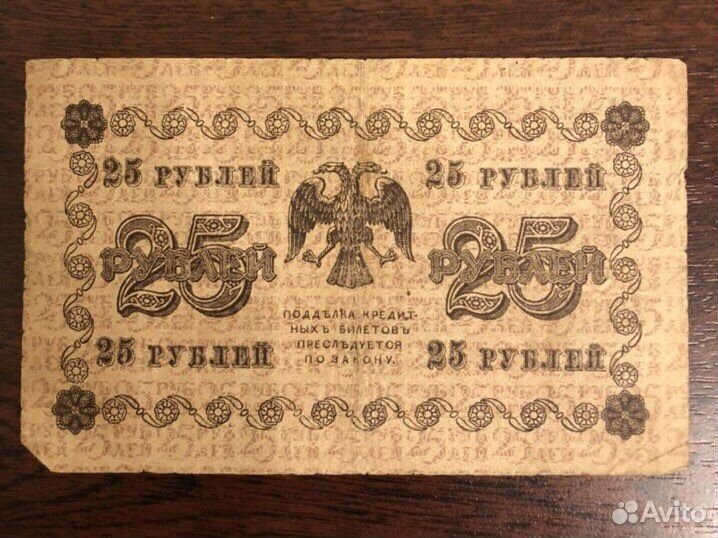 25 РУБЛЕЙ 25 РУБЛЕЙ
25 РУБЛЕЙ 25 РУБЛЕЙ
ПОДДѢЛКА КРЕДИТ-
НЫХЪ БИЛЕТОВЪ
ПРЕСЛѢДУЕТСЯ
ПО ЗАКОНУ.
25 РУБЛЕЙ 25 РУБЛЕЙ
Avito